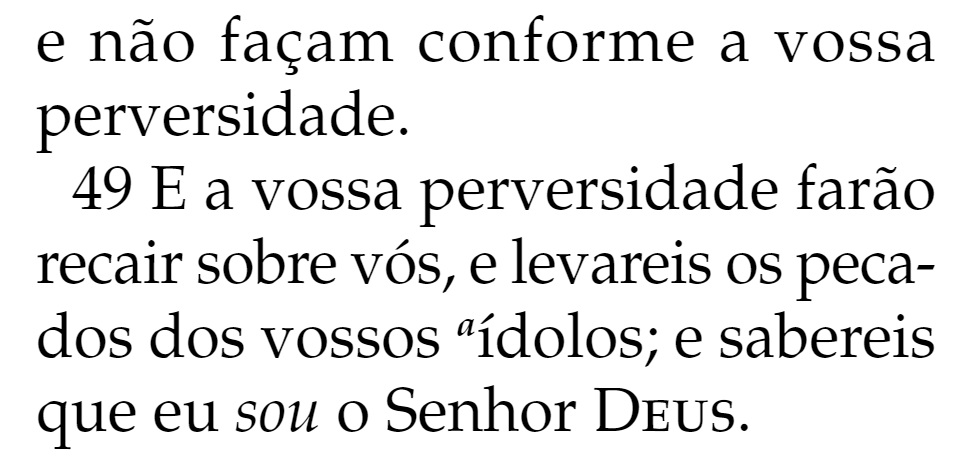 e não façam conforme a vossa
perversidade.
49 E a vossa perversidade farão
recair sobre vós, e levareis os peca-
dos dos vossos aídolos; e sabereis
que eu sou o Senhor DEUS.